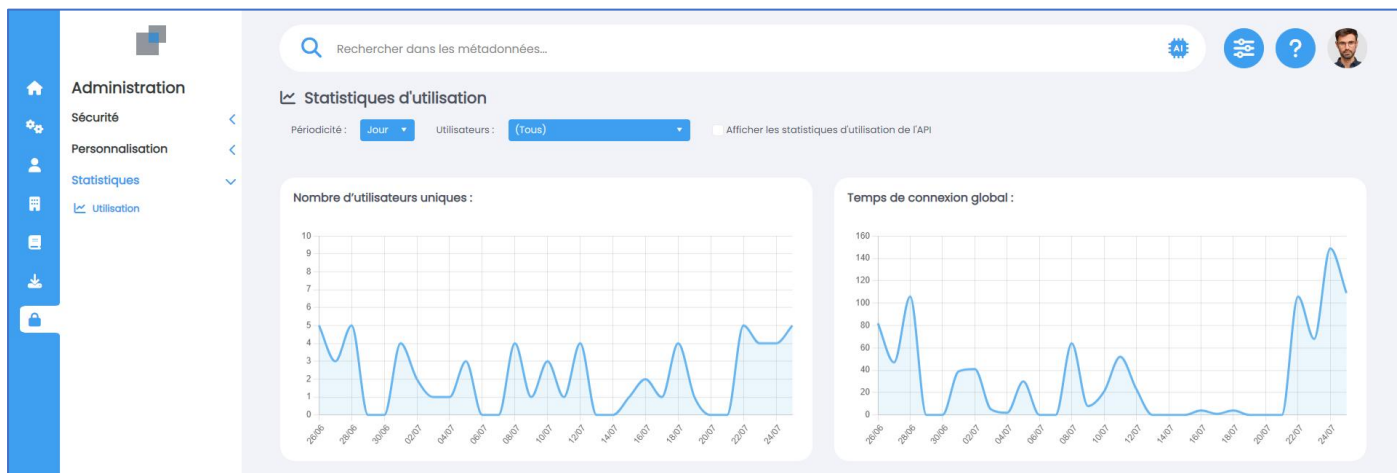 Rechercher dans les métadonnées...
AI
?
Administration
Sécurité
Personnalisation
Statistiques
Utilisation
Statistiques d'utilisation
Périodicité : Jour Utilisateurs : (Tous) Afficher les statistiques d'utilisation de l'API
Nombre d'utilisateurs uniques :
10
9
8
7
6
5
4
3
2
1
0
26/06 28/06 30/06 02/07 04/07 06/07 08/07 10/07 12/07 14/07 16/07 18/07 20/07 22/07 24/07
Temps de connexion global :
160
140
120
100
80
60
40
20
0
26/06 28/06 30/06 02/07 04/07 06/07 08/07 10/07 12/07 14/07 16/07 18/07 20/07 22/07 24/07